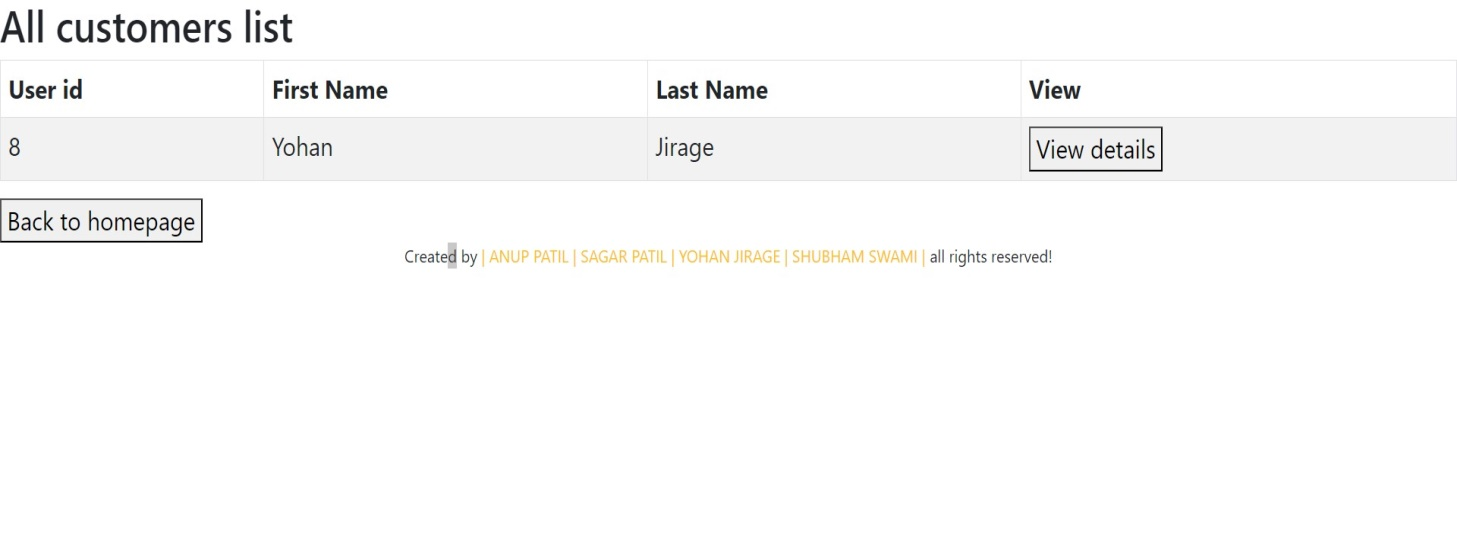 All customers list
User id First Name Last Name View
8 Yohan Jirage View details
Back to homepage
Created by | ANUP PATIL | SAGAR PATIL | YOHAN JIRAGE | SHUBHAM SWAMI | all rights reserved!